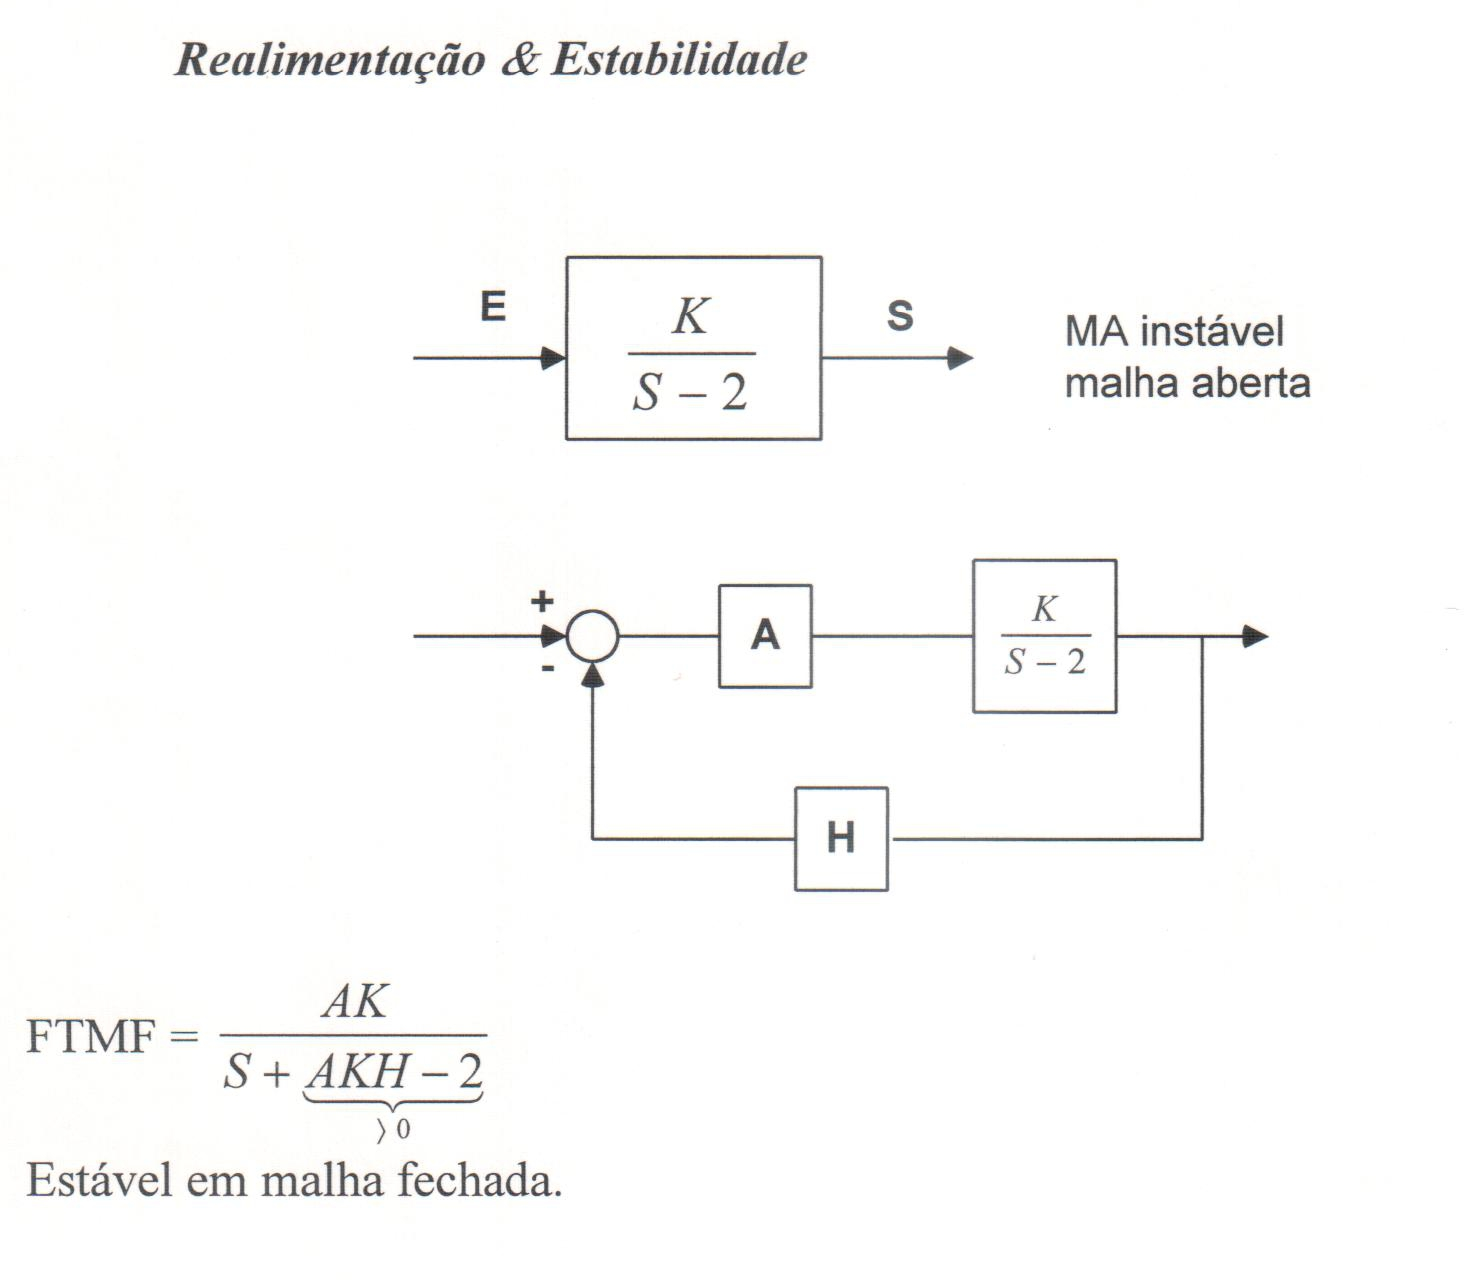 Realimentação & Estabilidade
E
K
S
S – 2
MA instável
malha aberta
+
-
A
K
S – 2
H
FTMF = AK
S + AKH – 2
⟩ 0
Estável em malha fechada.